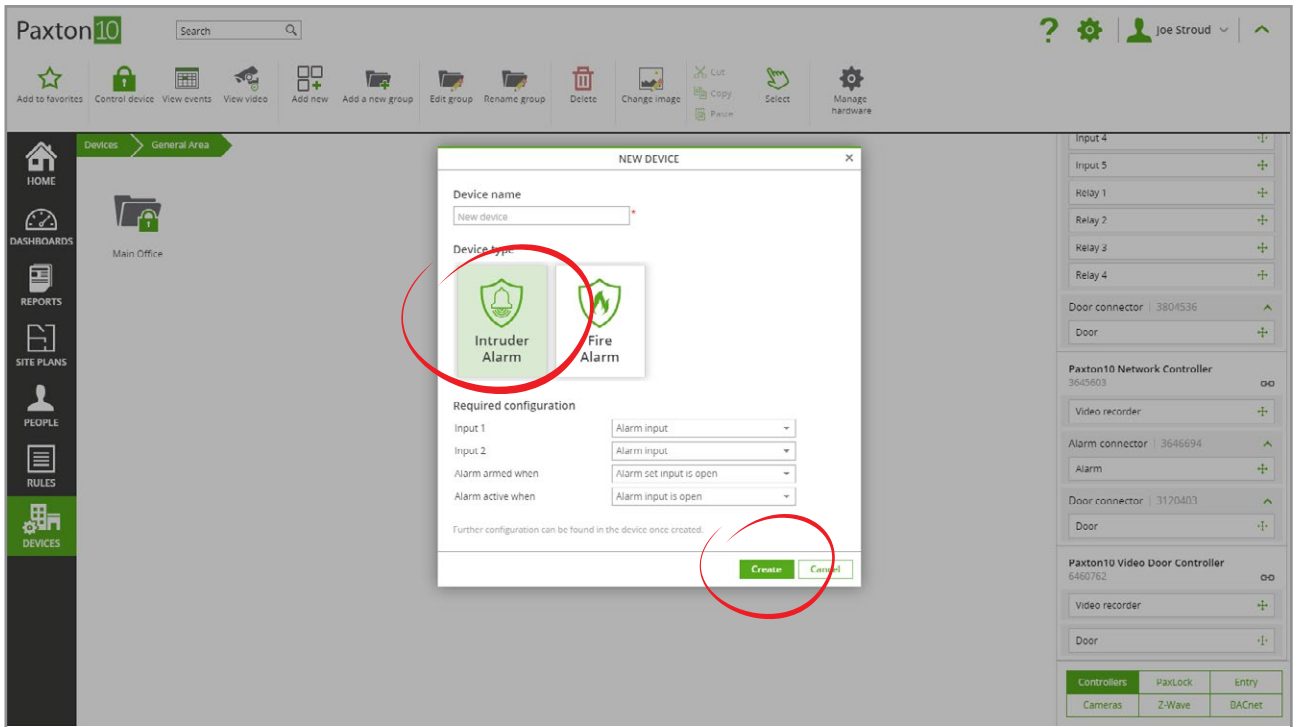 Paxton10
Search
?
Joe Stroud
Add to favorites
Control device
View events
View video
Add new
Add a new group
Edit group
Rename group
Delete
Change image
Cut
Copy
Paste
Select
Manage
hardware
HOME
DASHBOARDS
REPORTS
SITE PLANS
PEOPLE
RULES
DEVICES
Devices
General Area
Main Office
NEW DEVICE
Device name
New device
*
Device type
Intruder
Alarm
Fire
Alarm
Required configuration
Input 1
Alarm input
Input 2
Alarm input
Alarm armed when
Alarm set input is open
Alarm active when
Alarm input is open
Further configuration can be found in the device once created.
Create
Cancel
Input 4
Input 5
Relay 1
Relay 2
Relay 3
Relay 4
Door connector | 3804536
Door
Paxton10 Network Controller
3645603
Video recorder
Alarm connector | 3646694
Alarm
Door connector | 3120403
Door
Paxton10 Video Door Controller
6460762
Video recorder
Door
Controllers
PaxLock
Entry
Cameras
Z-Wave
BACnet